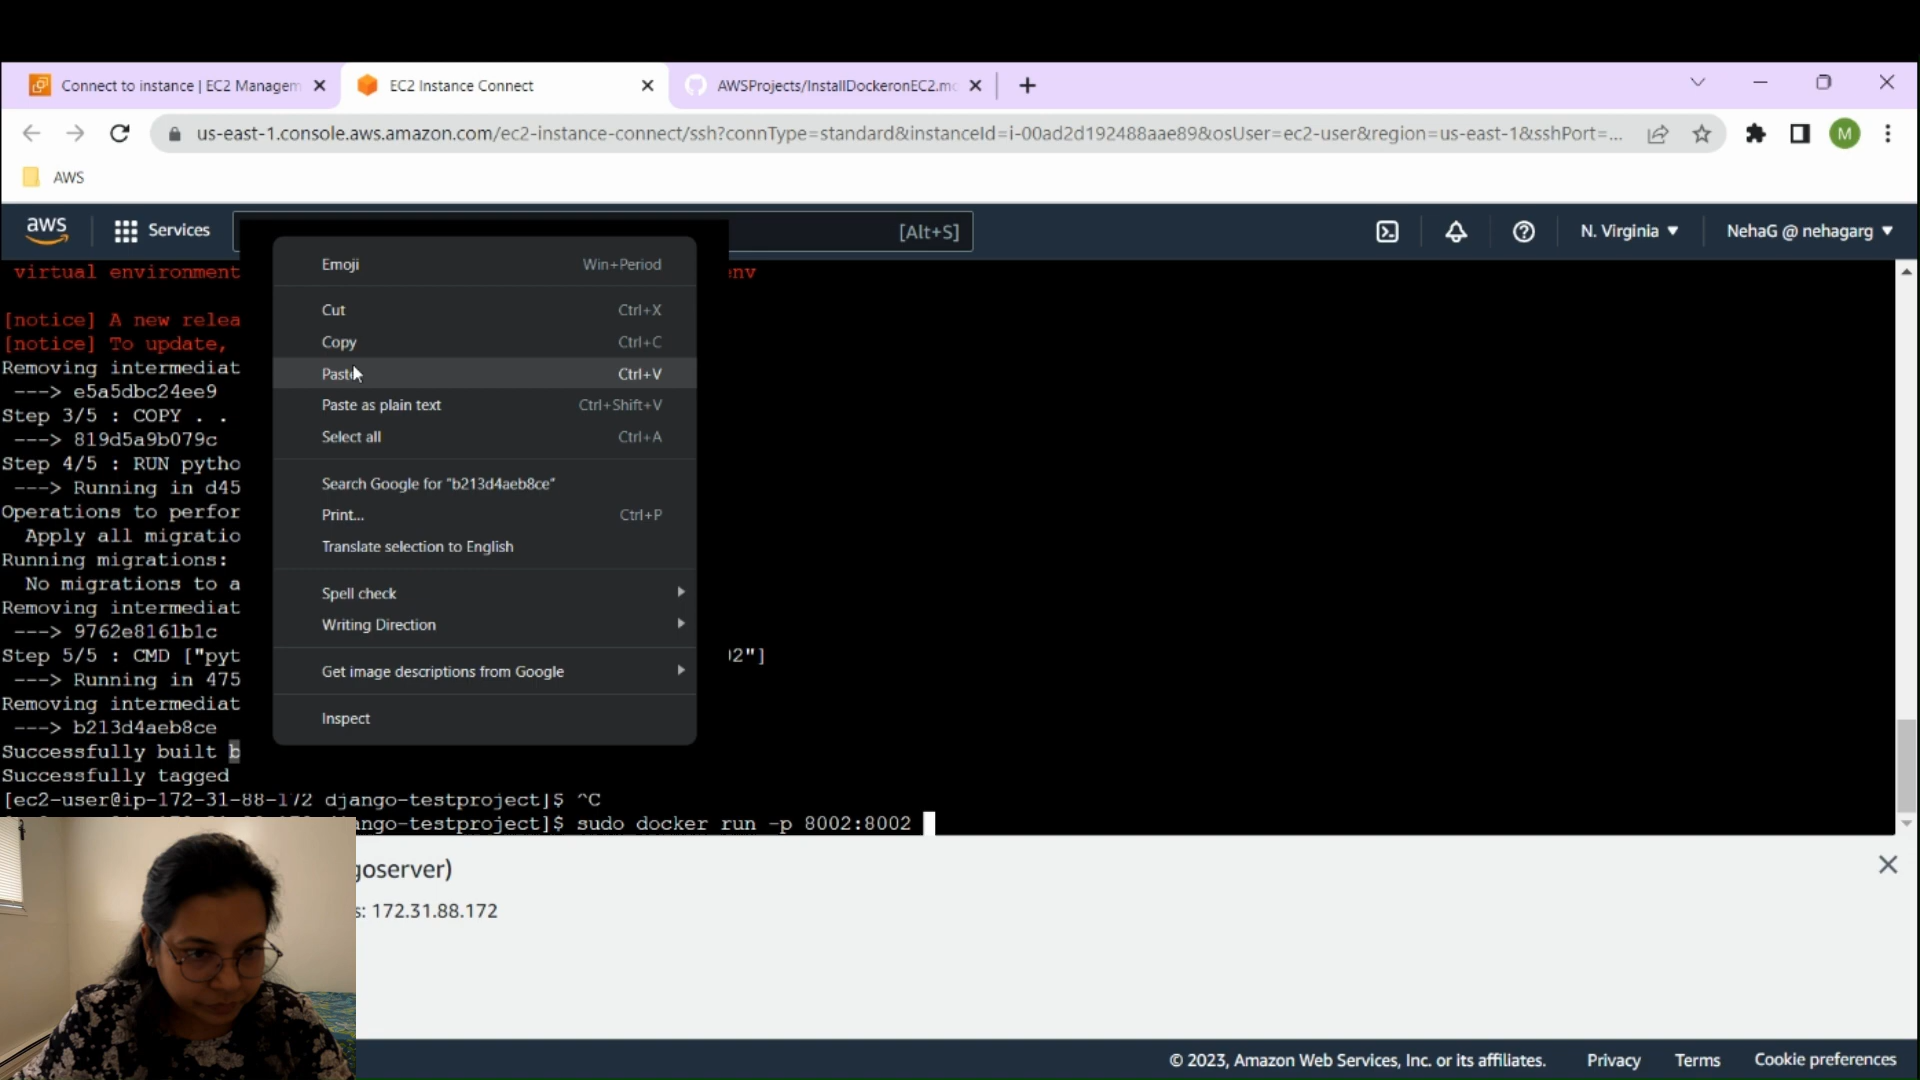 Connect to instance | EC2 Managem
EC2 Instance Connect
AWSProjects/InstallDockeronEC2.mc
us-east-1.console.aws.amazon.com/ec2-instance-connect/ssh?connType=standard&instanceId=i-00ad2d192488aae89&osUser=ec2-user&region=us-east-1&sshPort=...
M
AWS
aws
Services
[Alt+S]
N. Virginia
NehaG @ nehagarg
virtual environment
env
[notice] A new relea
[notice] To update,
Removing intermediat
---> e5a5dbc24ee9
Step 3/5 : COPY . .
---> 819d5a9b079c
Step 4/5 : RUN pytho
---> Running in d45
Operations to perfor
Apply all migratio
Running migrations:
No migrations to a
Removing intermediat
---> 9762e8161b1c
Step 5/5 : CMD ["pyt
02"]
---> Running in 475
Removing intermediat
---> b213d4aeb8ce
Successfully built b
Successfully tagged
[ec2-user@ip-172-31-88-172 django-testproject]$ ^C
ngo-testproject]$ sudo docker run -p 8002:8002
Emoji Win+Period
Cut Ctrl+X
Copy Ctrl+C
Paste Ctrl+V
Paste as plain text Ctrl+Shift+V
Select all Ctrl+A
Search Google for "b213d4aeb8ce"
Print... Ctrl+P
Translate selection to English
Spell check
Writing Direction
Get image descriptions from Google
Inspect
goserver)
s: 172.31.88.172
© 2023, Amazon Web Services, Inc. or its affiliates.
Privacy
Terms
Cookie preferences